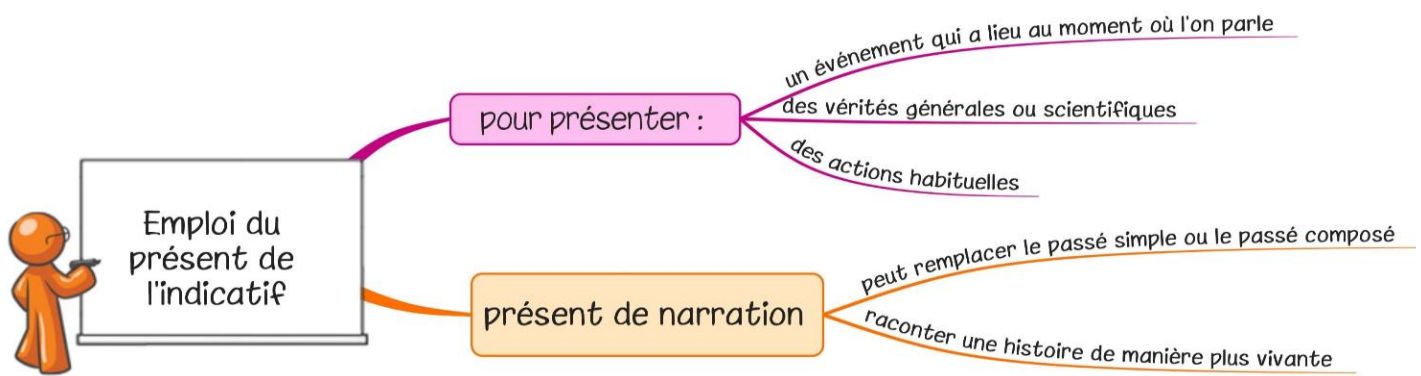 Emploi du
présent de
l'indicatif
pour présenter :
un événement qui a lieu au moment où l'on parle
des vérités générales ou scientifiques
des actions habituelles
présent de narration
peut remplacer le passé simple ou le passé composé
raconter une histoire de manière plus vivante